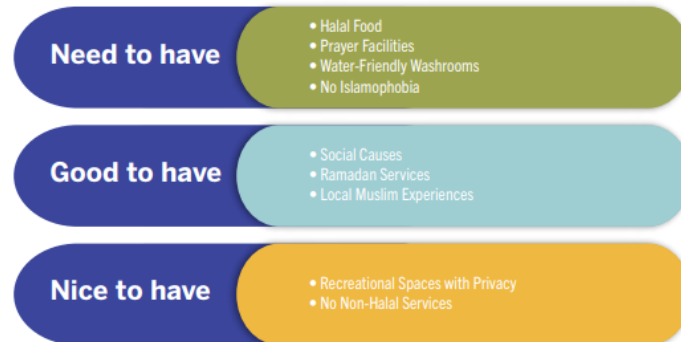 Need to have
• Halal Food
• Prayer Facilities
• Water-Friendly Washrooms
• No Islamophobia
Good to have
• Social Causes
• Ramadan Services
• Local Muslim Experiences
Nice to have
• Recreational Spaces with Privacy
• No Non-Halal Services